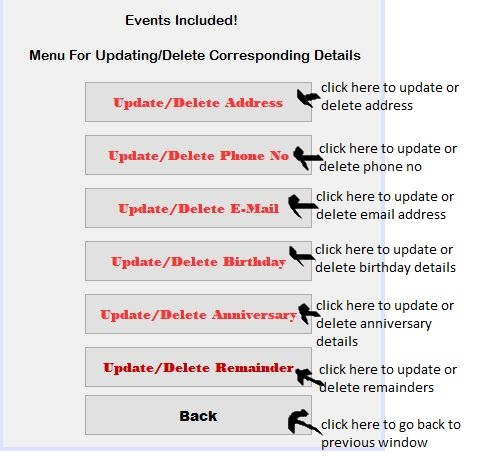 Events Included!
Menu For Updating/Delete Corresponding Details
Update/Delete Address
click here to update or
delete address
Update/Delete Phone No
click here to update or
delete phone no
Update/Delete E-Mail
click here to update or
delete email address
Update/Delete Birthday
click here to update or
delete birthday details
Update/Delete Anniversary
click here to update or
delete anniversary
details
Update/Delete Remainder
click here to update or
delete remainders
Back
click here to go back to
previous window